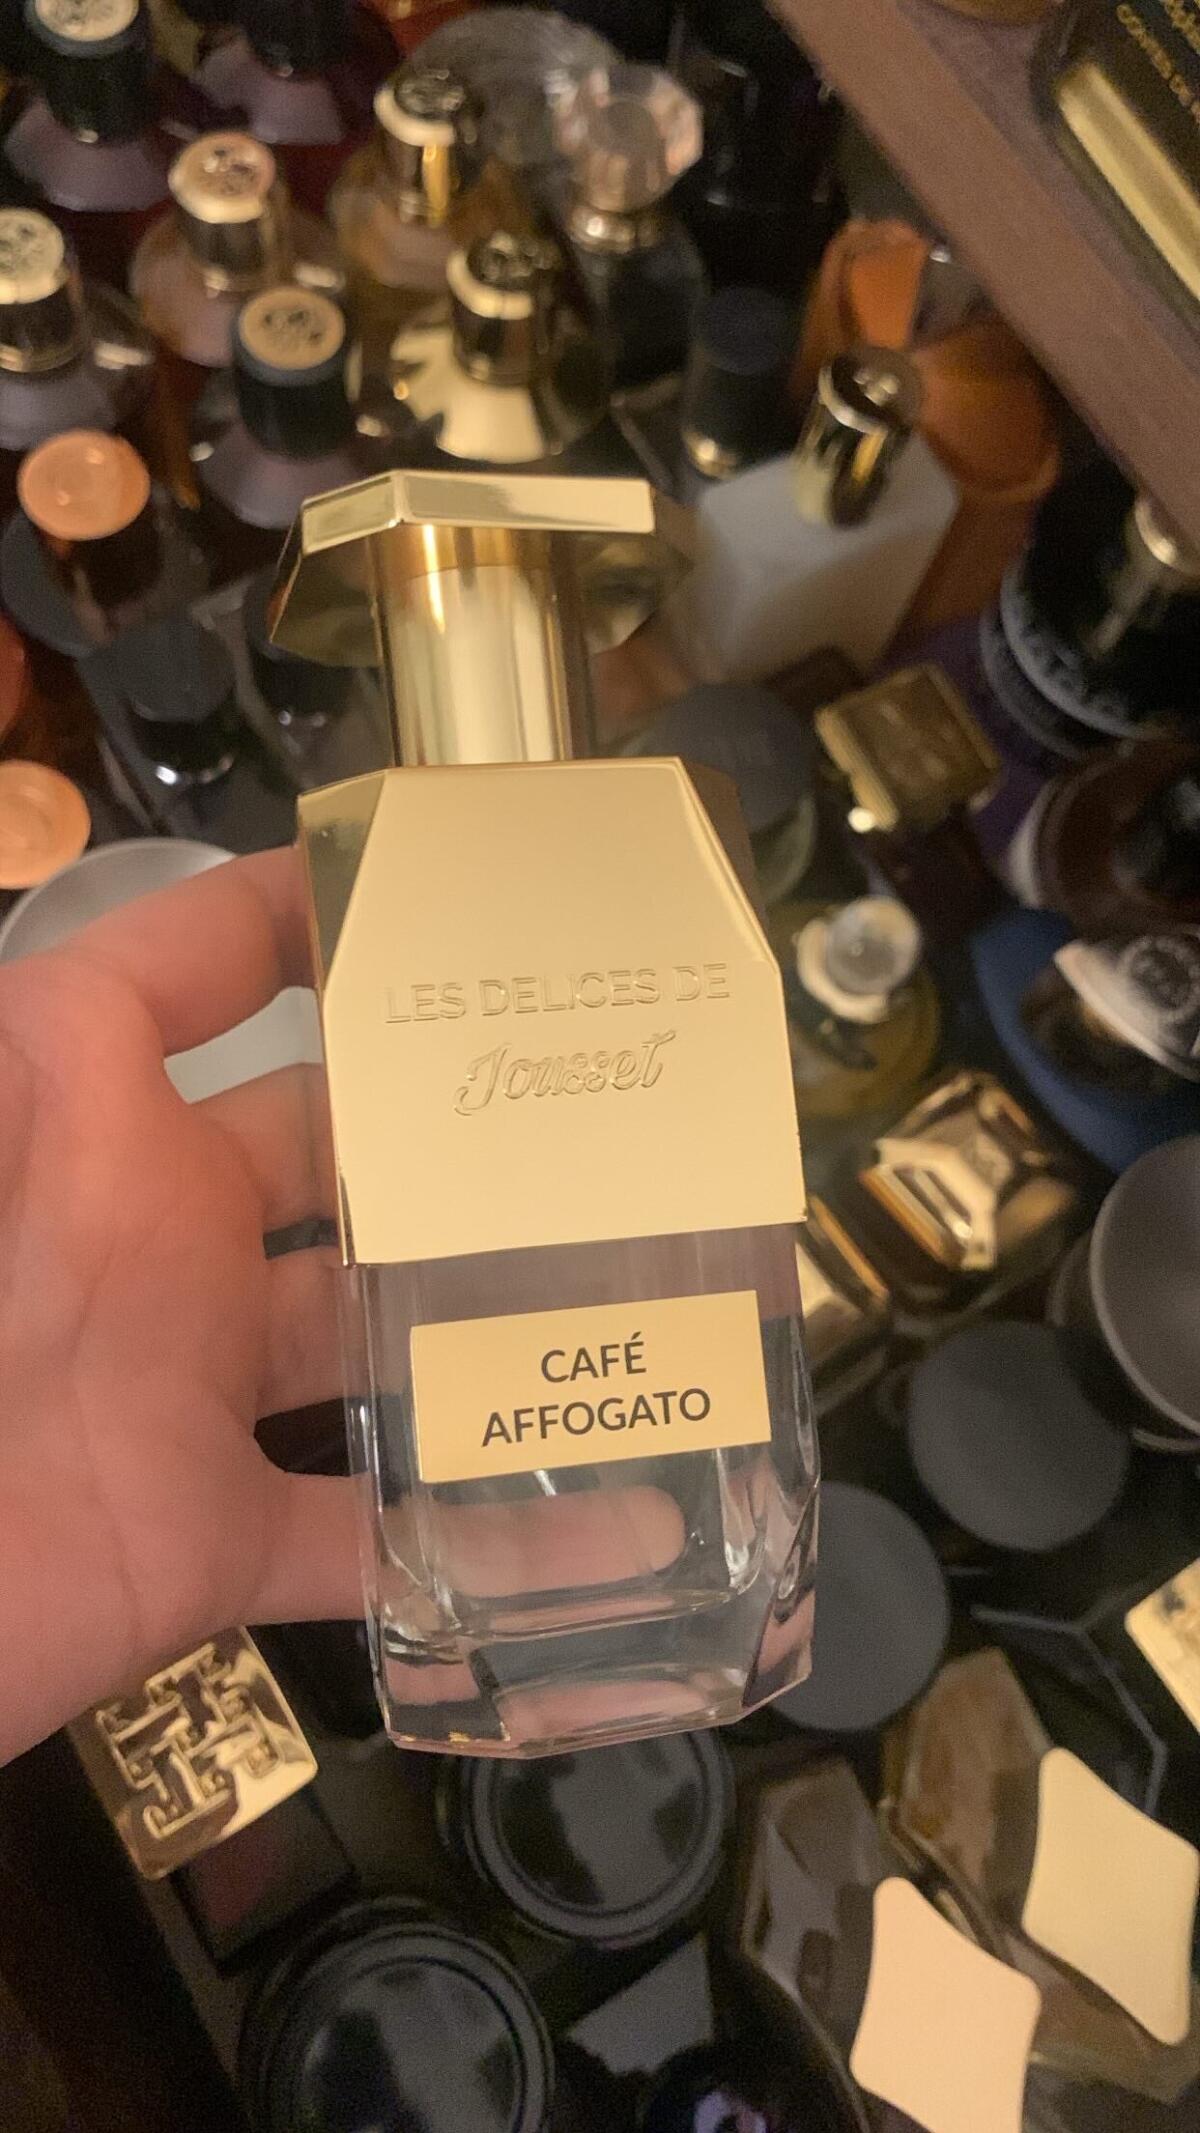 LES DELICES DE
Jousset
CAFÉ
AFFOGATO